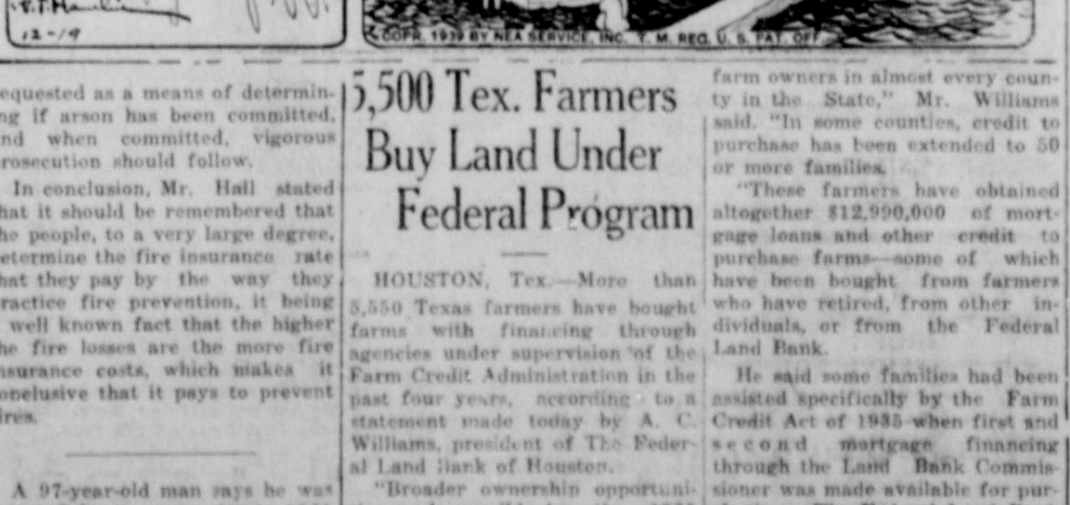 12-19
COPR. 1939 BY NEA SERVICE, INC. T. M. REG. U. S. PAT. OFF.
equested as a means of determin-
ng if arson has been committed,
nd when committed, vigorous
rosecution should follow.
In conclusion, Mr. Hall stated
hat it should be remembered that
he people, to a very large degree,
etermine the fire insurance rate
hat they pay by the way they
ractice fire prevention, it being
well known fact that the higher
he fire losses are the more fire
nsurance costs, which makes it
onclusive that it pays to prevent
ires.
A 97-year-old man says he was
5,500 Tex. Farmers
Buy Land Under
Federal Program
HOUSTON, Tex.—More than
5,550 Texas farmers have bought
farms with financing through
agencies under supervision of the
Farm Credit Administration in the
past four years, according to a
statement made today by A. C.
Williams, president of The Feder-
al Land Bank of Houston.
"Broader ownership opportuni-
farm owners in almost every coun-
ty in the State," Mr. Williams
said. "In some counties, credit to
purchase has been extended to 50
or more families.
"These farmers have obtained
altogether $12,990,000 of mort-
gage loans and other credit to
purchase farms—some of which
have been bought from farmers
who have retired, from other in-
dividuals, or from the Federal
Land Bank.
He said some families had been
assisted specifically by the Farm
Credit Act of 1935 when first and
second mortgage financing
through the Land Bank Commis-
sioner was made available for pur-